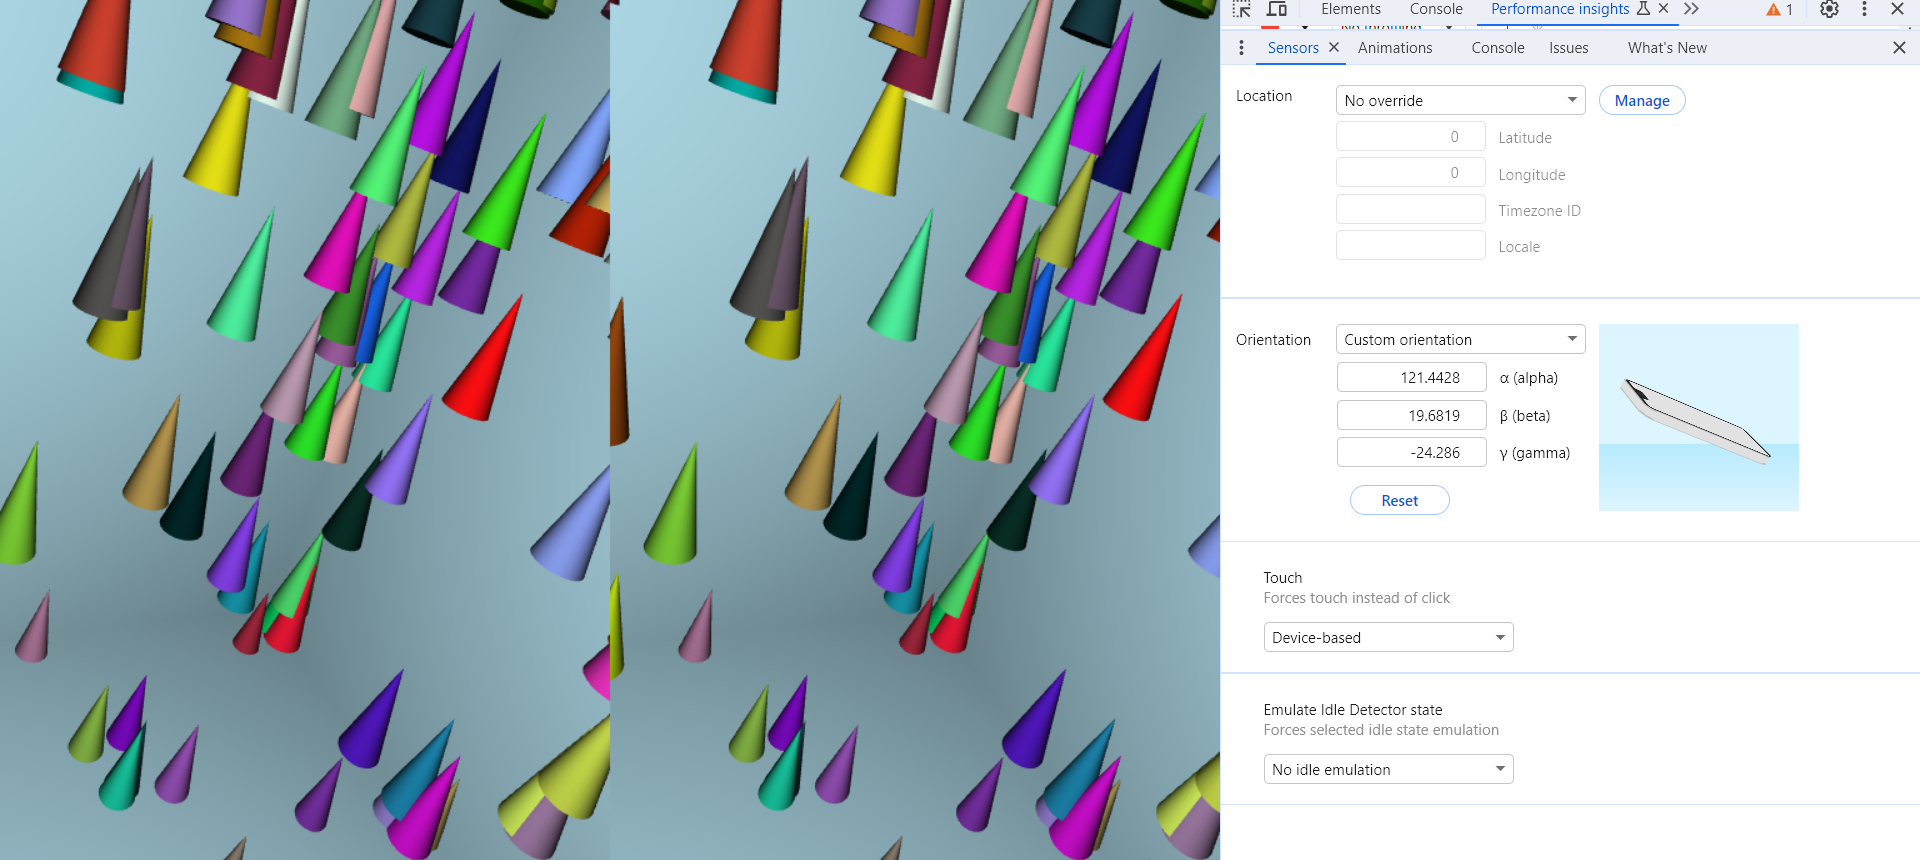 Elements Console Performance insights 1
Sensors Animations Console Issues What's New
Location No override Manage
0 Latitude
0 Longitude
Timezone ID
Locale
Orientation Custom orientation
121.4428 α (alpha)
19.6819 β (beta)
-24.286 γ (gamma)
Reset
Touch
Forces touch instead of click
Device-based
Emulate Idle Detector state
Forces selected idle state emulation
No idle emulation